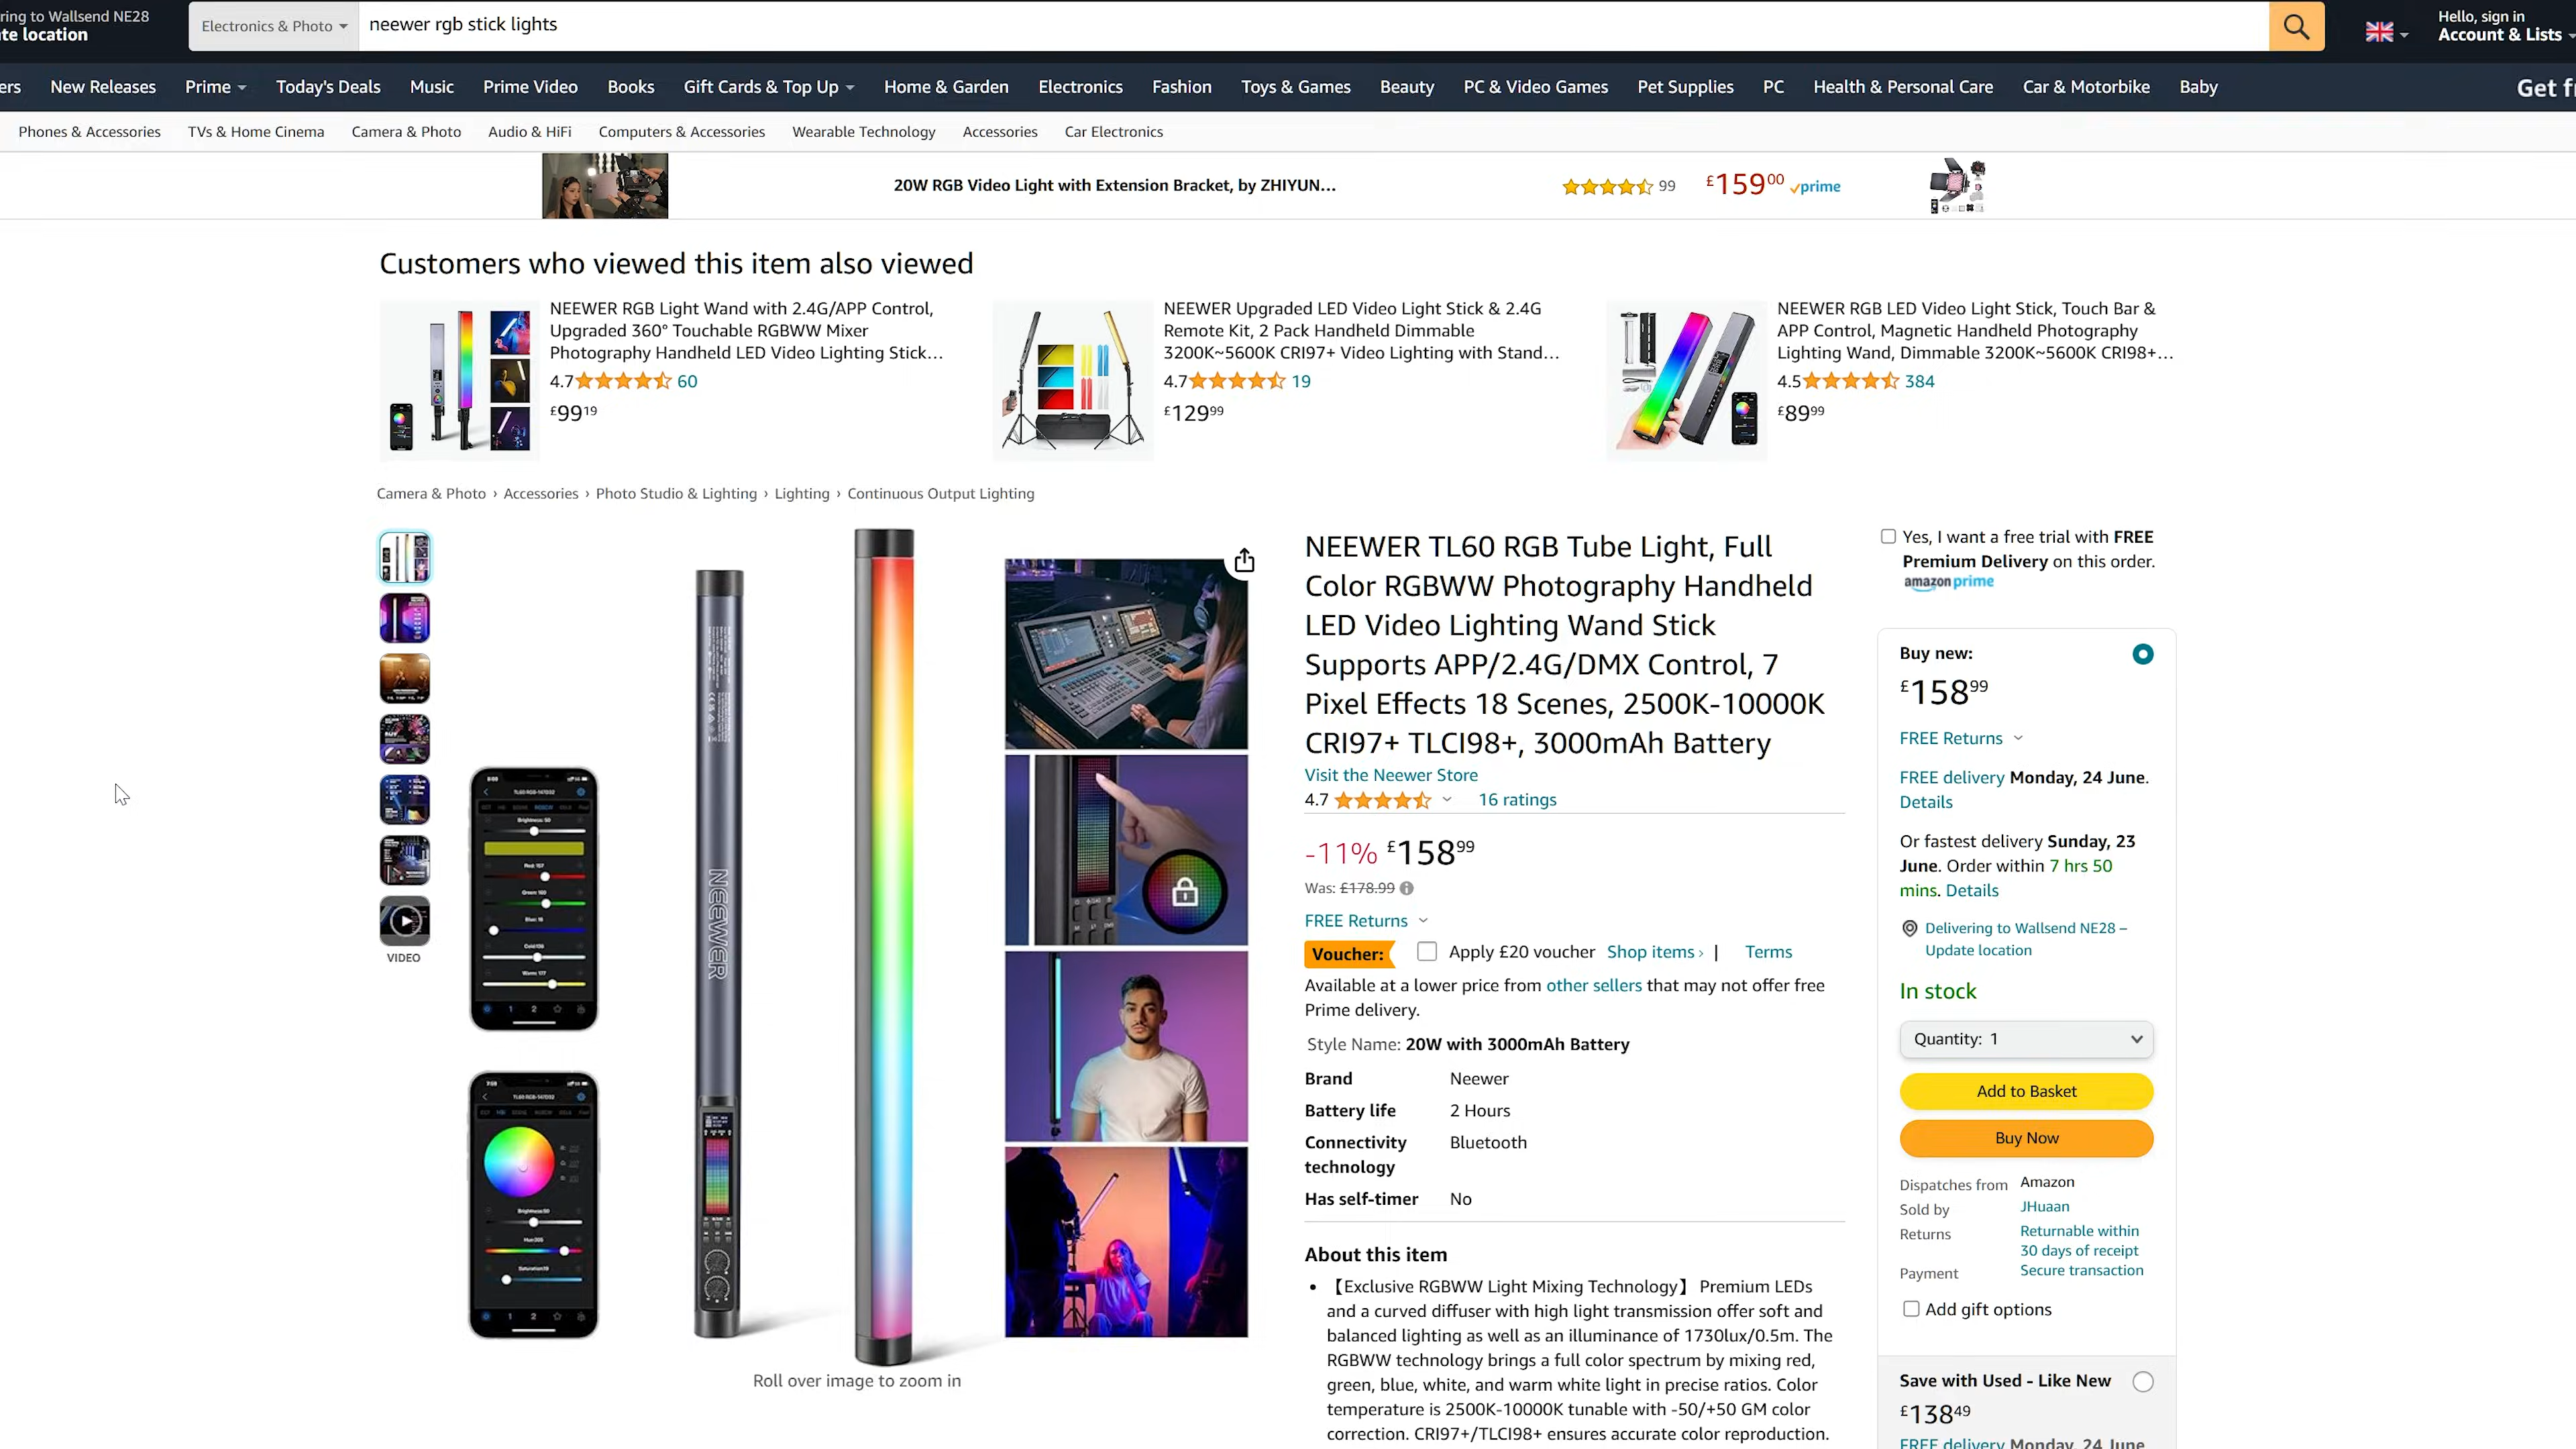 ring to Wallsend NE28
te location
Electronics & Photo
neewer rgb stick lights
Hello, sign in
Account & Lists
ers
New Releases
Prime
Today's Deals
Music
Prime Video
Books
Gift Cards & Top Up
Home & Garden
Electronics
Fashion
Toys & Games
Beauty
PC & Video Games
Pet Supplies
PC
Health & Personal Care
Car & Motorbike
Baby
Get f
Phones & Accessories
TVs & Home Cinema
Camera & Photo
Audio & HiFi
Computers & Accessories
Wearable Technology
Accessories
Car Electronics
20W RGB Video Light with Extension Bracket, by ZHIYUN…
99
£159⁰⁰ prime
Customers who viewed this item also viewed
NEEWER RGB Light Wand with 2.4G/APP Control,
Upgraded 360° Touchable RGBWW Mixer
Photography Handheld LED Video Lighting Stick…
4.7 60
£99¹⁹
NEEWER Upgraded LED Video Light Stick & 2.4G
Remote Kit, 2 Pack Handheld Dimmable
3200K~5600K CRI97+ Video Lighting with Stand…
4.7 19
£129⁹⁹
NEEWER RGB LED Video Light Stick, Touch Bar &
APP Control, Magnetic Handheld Photography
Lighting Wand, Dimmable 3200K~5600K CRI98+…
4.5 384
£89⁹⁹
Camera & Photo › Accessories › Photo Studio & Lighting › Lighting › Continuous Output Lighting
VIDEO
NEEWER
Roll over image to zoom in
NEEWER TL60 RGB Tube Light, Full
Color RGBWW Photography Handheld
LED Video Lighting Wand Stick
Supports APP/2.4G/DMX Control, 7
Pixel Effects 18 Scenes, 2500K-10000K
CRI97+ TLCI98+, 3000mAh Battery
Visit the Neewer Store
4.7 16 ratings
-11% £158⁹⁹
Was: £178.99
FREE Returns
Voucher: Apply £20 voucher Shop items › | Terms
Available at a lower price from other sellers that may not offer free
Prime delivery.
Style Name: 20W with 3000mAh Battery
Brand Neewer
Battery life 2 Hours
Connectivity Bluetooth
technology
Has self-timer No
About this item
• 【Exclusive RGBWW Light Mixing Technology】 Premium LEDs
and a curved diffuser with high light transmission offer soft and
balanced lighting as well as an illuminance of 1730lux/0.5m. The
RGBWW technology brings a full color spectrum by mixing red,
green, blue, white, and warm white light in precise ratios. Color
temperature is 2500K-10000K tunable with -50/+50 GM color
correction. CRI97+/TLCI98+ ensures accurate color reproduction.
Yes, I want a free trial with FREE
Premium Delivery on this order.
amazon prime
Buy new:
£158⁹⁹
FREE Returns
FREE delivery Monday, 24 June.
Details
Or fastest delivery Sunday, 23
June. Order within 7 hrs 50
mins. Details
Delivering to Wallsend NE28 –
Update location
In stock
Quantity: 1
Add to Basket
Buy Now
Dispatches from Amazon
Sold by JHuaan
Returns Returnable within
30 days of receipt
Payment Secure transaction
Add gift options
Save with Used - Like New
£138⁴⁹
FREE delivery Monday, 24 June